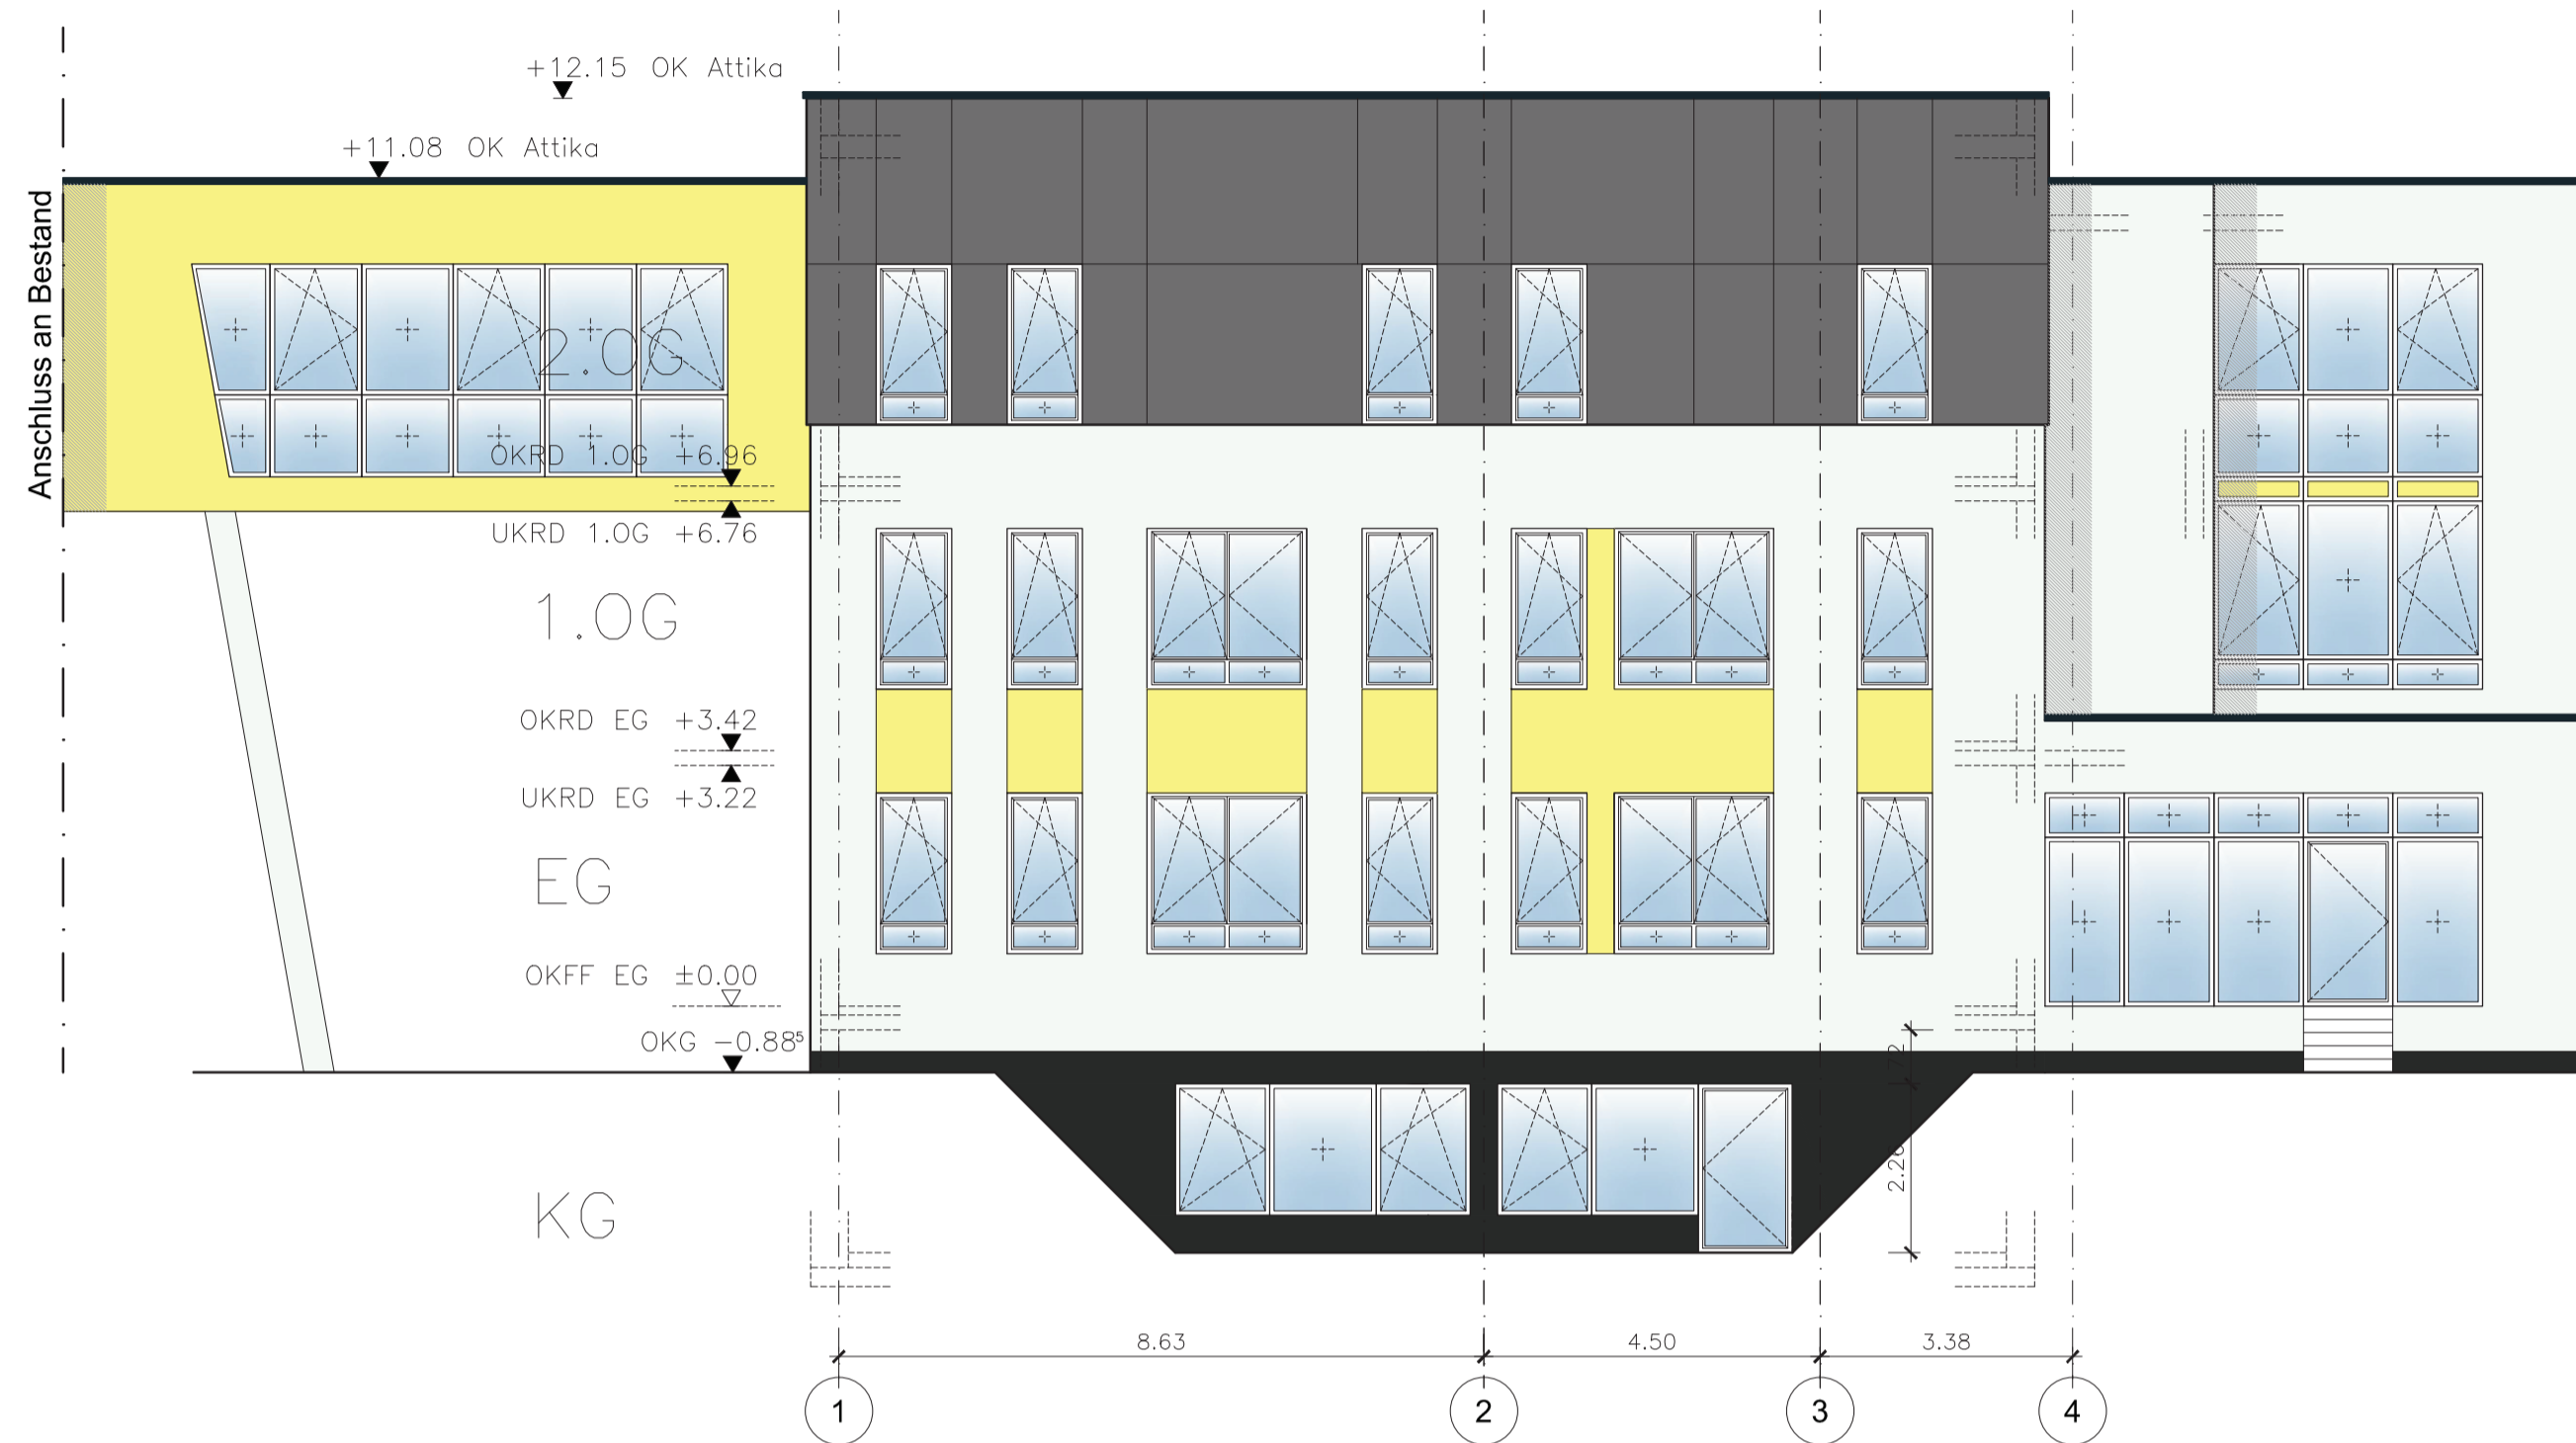 +12.15 OK Attika
+11.08 OK Attika
Anschluss an Bestand
2.OG
OKRD 1.OG +6.96
UKRD 1.OG +6.76
1.OG
OKRD EG +3.42
UKRD EG +3.22
EG
OKFF EG ±0.00
OKG −0.88⁵
KG
8.63
4.50
3.38
1
2
3
4